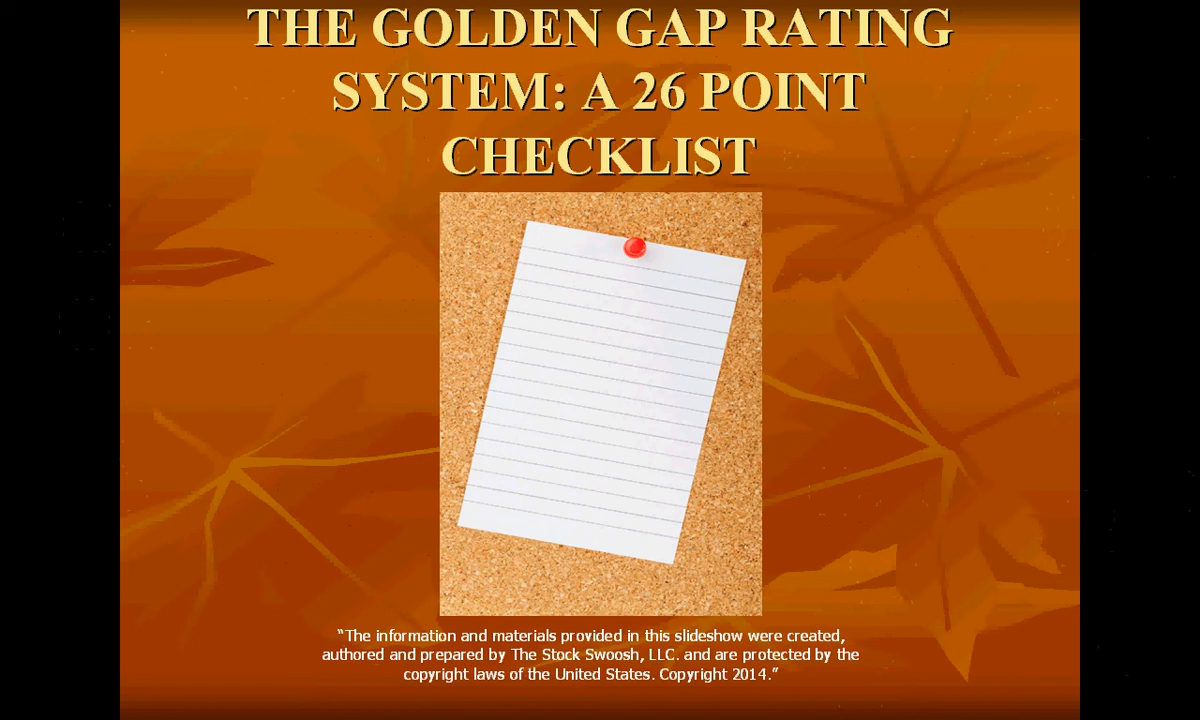 THE GOLDEN GAP RATING
SYSTEM: A 26 POINT
CHECKLIST
“The information and materials provided in this slideshow were created,
authored and prepared by The Stock Swoosh, LLC. and are protected by the
copyright laws of the United States. Copyright 2014.”